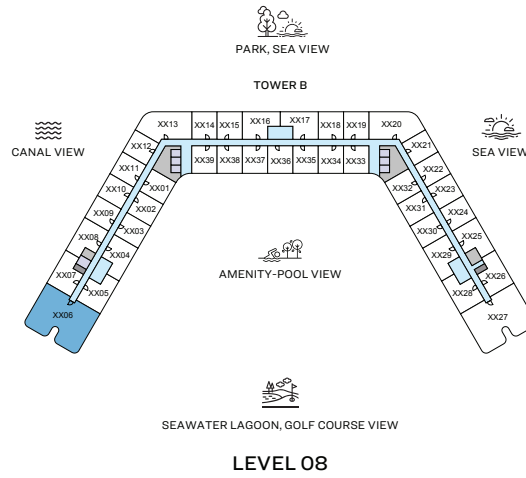 PARK, SEA VIEW
TOWER B
XX13
XX14
XX15
XX16
XX17
XX18
XX19
XX20
CANAL VIEW
SEA VIEW
XX12
XX11
XX10
XX09
XX08
XX07
XX06
XX01
XX02
XX03
XX04
XX05
XX39
XX38
XX37
XX36
XX35
XX34
XX33
XX21
XX22
XX23
XX24
XX25
XX26
XX27
XX32
XX31
XX30
XX29
XX28
AMENITY-POOL VIEW
SEAWATER LAGOON, GOLF COURSE VIEW
LEVEL 08